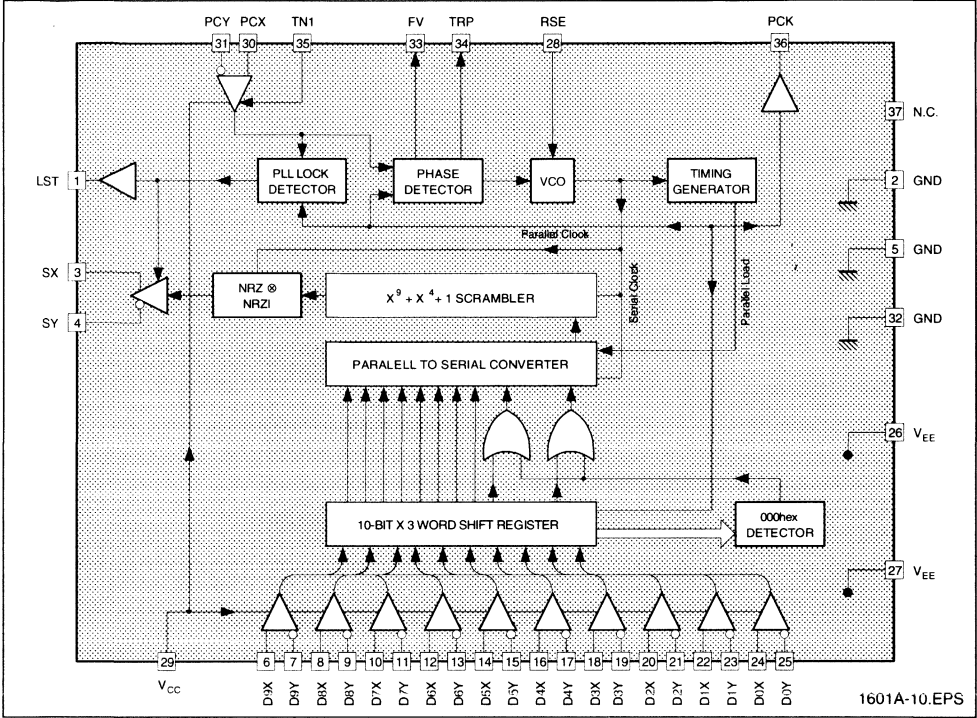 PCY PCX TN1 FV TRP RSE PCK
31 30 35 33 34 28 36
37 N.C.
LST 1
PLL LOCK DETECTOR
PHASE DETECTOR
VCO
TIMING GENERATOR
2 GND
Parallel Clock
5 GND
SX 3
NRZ ⊗ NRZI
X⁹ + X⁴ + 1 SCRAMBLER
Serial Clock
Parallel Load
SY 4
32 GND
PARALELL TO SERIAL CONVERTER
26 VEE
10-BIT X 3 WORD SHIFT REGISTER
000hex DETECTOR
27 VEE
29 6 7 8 9 10 11 12 13 14 15 16 17 18 19 20 21 22 23 24 25
VCC D9X D9Y D8X D8Y D7X D7Y D6X D6Y D5X D5Y D4X D4Y D3X D3Y D2X D2Y D1X D1Y D0X D0Y
1601A-10.EPS